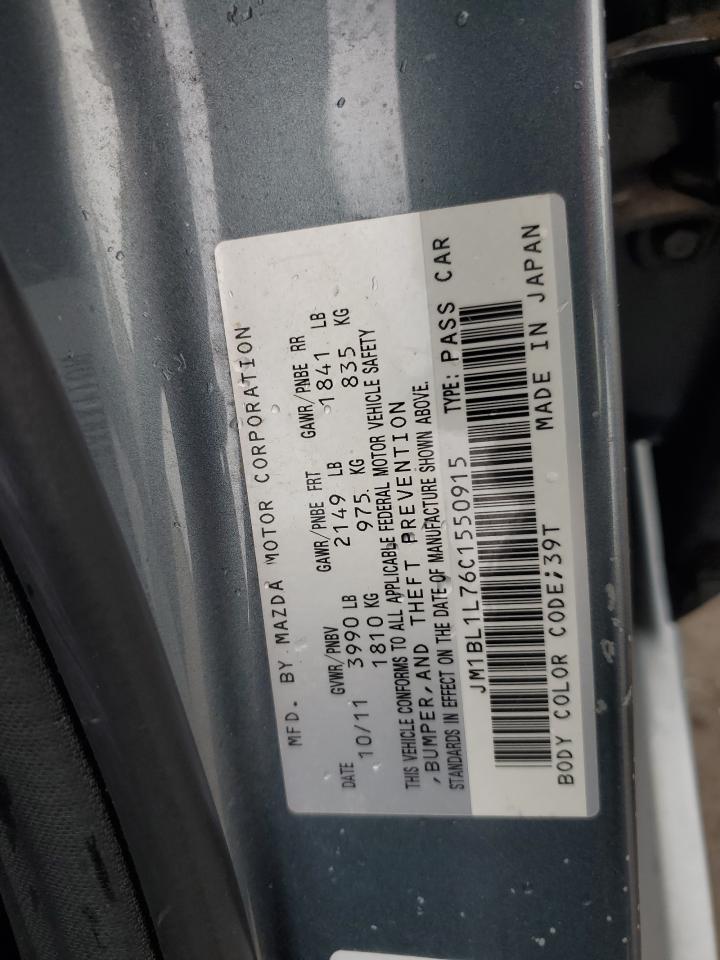 MFD. BY MAZDA MOTOR CORPORATION
DATE GVWR/PNBV GAWR/PNBE FRT GAWR/PNBE RR
10/11 3990 LB 2149 LB 1841 LB
1810 KG 975. KG 835 KG
THIS VEHICLE CONFORMS TO ALL APPLICABLE FEDERAL MOTOR VEHICLE SAFETY
,BUMPER,AND THEFT PREVENTION
STANDARDS IN EFFECT ON THE DATE OF MANUFACTURE SHOWN ABOVE.
JM1BL1L76C1550915 TYPE: PASS CAR
BODY COLOR CODE;39T MADE IN JAPAN